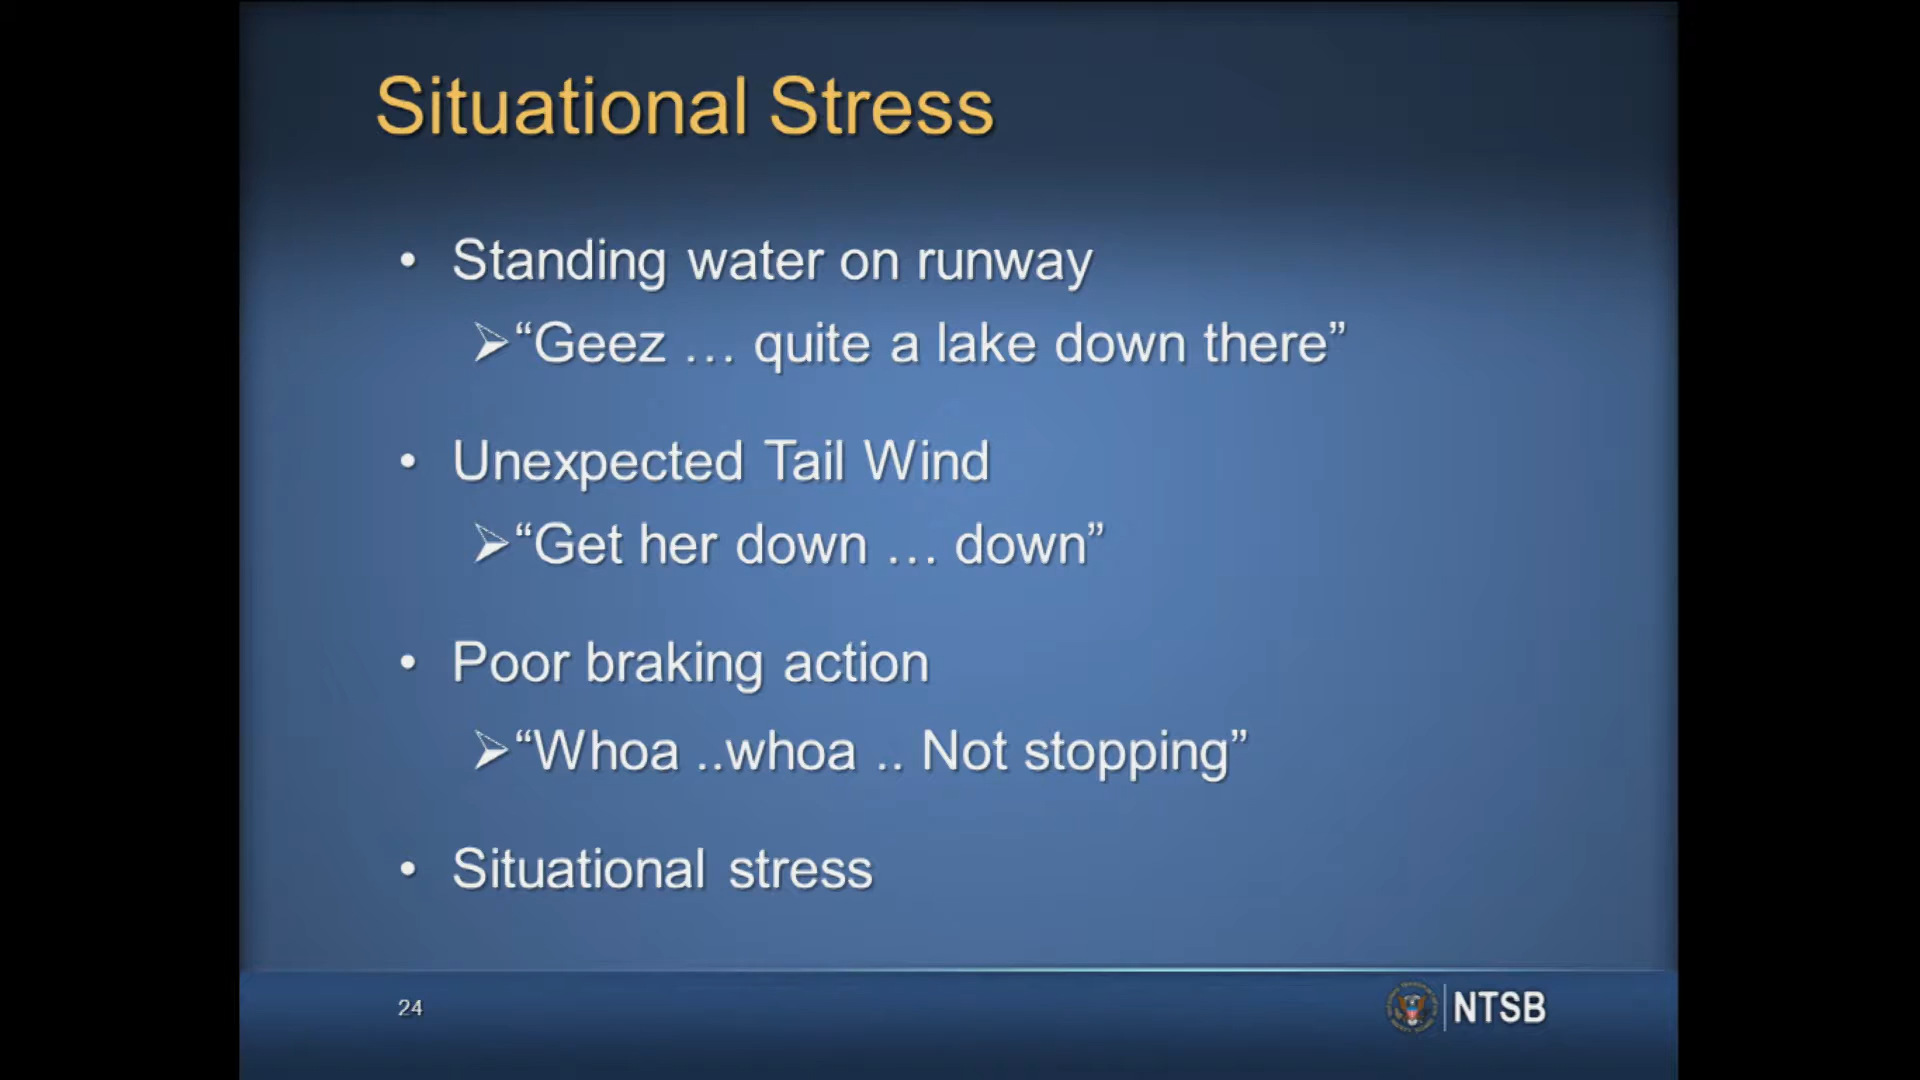 Situational Stress
• Standing water on runway
➢“Geez … quite a lake down there”
• Unexpected Tail Wind
➢“Get her down … down”
• Poor braking action
➢“Whoa ..whoa .. Not stopping”
• Situational stress
24
NTSB